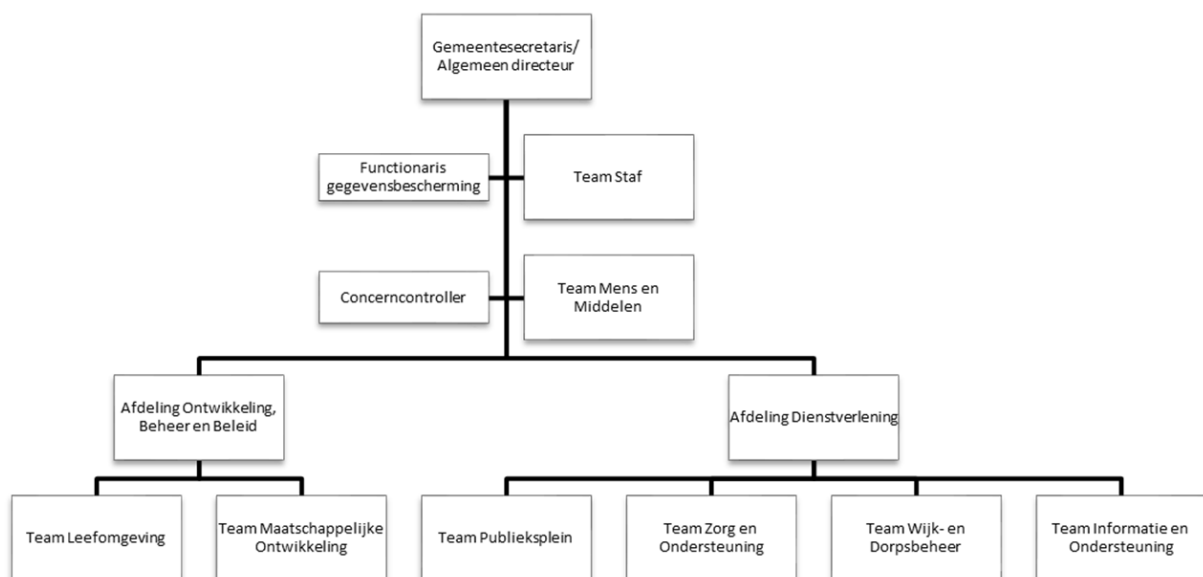 Gemeentesecretaris/
Algemeen directeur
Functionaris
gegevensbescherming
Team Staf
Concerncontroller
Team Mens en
Middelen
Afdeling Ontwikkeling,
Beheer en Beleid
Afdeling Dienstverlening
Team Leefomgeving
Team Maatschappelijke
Ontwikkeling
Team Publieksplein
Team Zorg en
Ondersteuning
Team Wijk- en
Dorpsbeheer
Team Informatie en
Ondersteuning